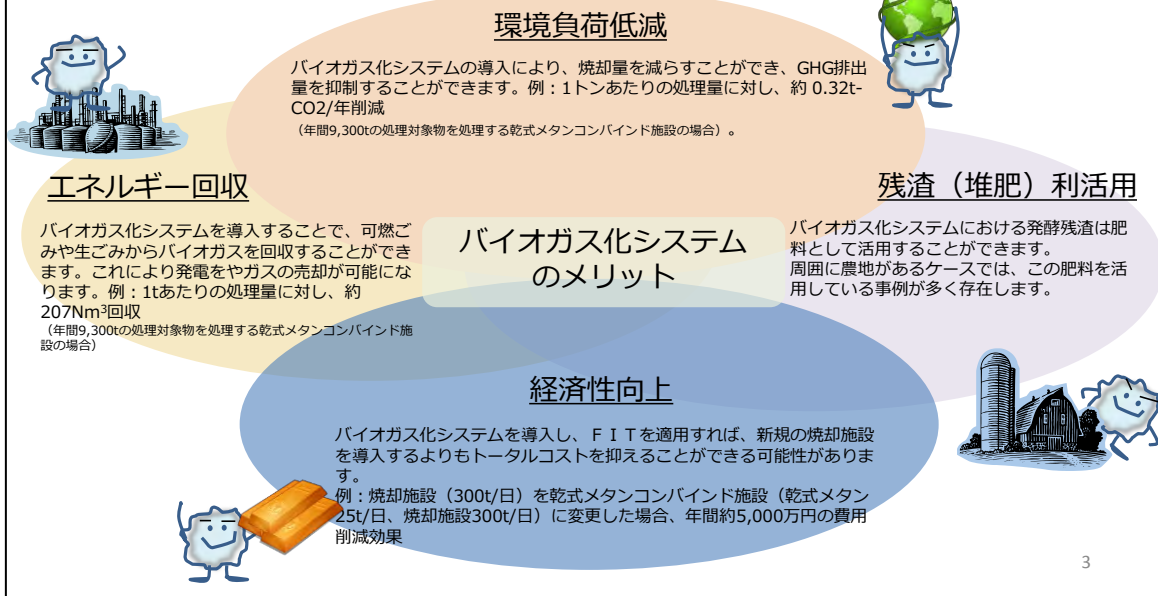 環境負荷低減
バイオガス化システムの導入により、焼却量を減らすことができ、GHG排出
量を抑制することができます。例：1トンあたりの処理量に対し、約 0.32t-
CO2/年削減
（年間9,300tの処理対象物を処理する乾式メタンコンバインド施設の場合）。
エネルギー回収
バイオガス化システムを導入することで、可燃ご
みや生ごみからバイオガスを回収することができ
ます。これにより発電をやガスの売却が可能にな
ります。例：1tあたりの処理量に対し、約
207Nm³回収
（年間9,300tの処理対象物を処理する乾式メタンコンバインド施
設の場合）
バイオガス化システム
のメリット
残渣（堆肥）利活用
バイオガス化システムにおける発酵残渣は肥
料として活用することができます。
周囲に農地があるケースでは、この肥料を活
用している事例が多く存在します。
経済性向上
バイオガス化システムを導入し、ＦＩＴを適用すれば、新規の焼却施設
を導入するよりもトータルコストを抑えることができる可能性がありま
す。
例：焼却施設（300t/日）を乾式メタンコンバインド施設（乾式メタン
25t/日、焼却施設300t/日）に変更した場合、年間約5,000万円の費用
削減効果
3